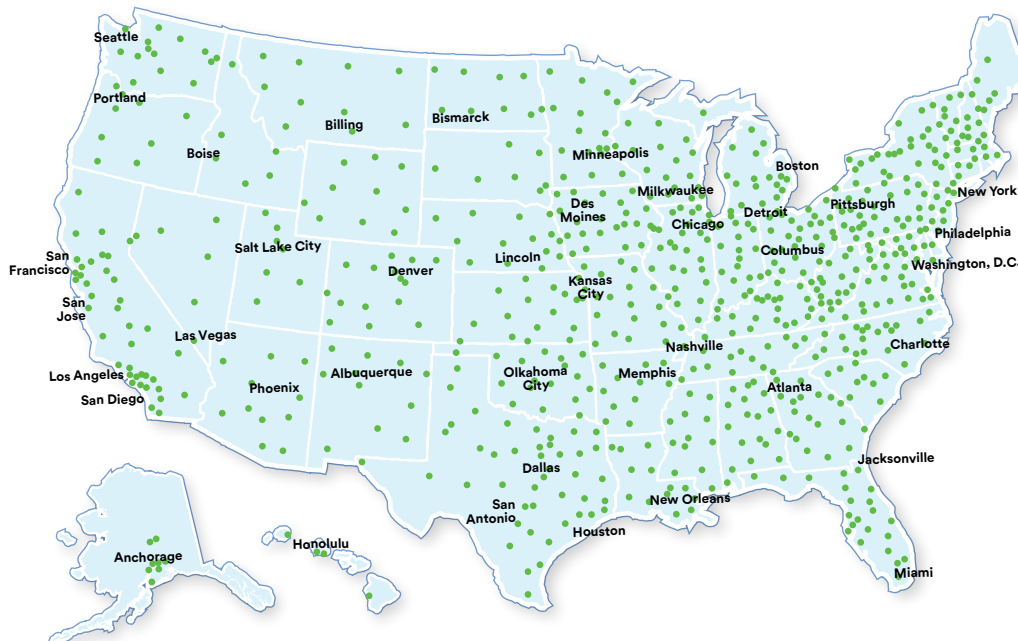 Seattle
Portland
Billing
Bismarck
Boise
Minneapolis
Boston
Milkwaukee
New York
Des
Moines
Pittsburgh
Detroit
Chicago
Philadelphia
Salt Lake City
Columbus
San
Francisco
Lincoln
Washington, D.C.
Denver
Kansas
City
San
Jose
Las Vegas
Nashville
Charlotte
Los Angeles
Albuquerque
Olkahoma
City
Memphis
Phoenix
Atlanta
San Diego
Jacksonville
Dallas
New Orleans
San
Antonio
Houston
Honolulu
Anchorage
Miami